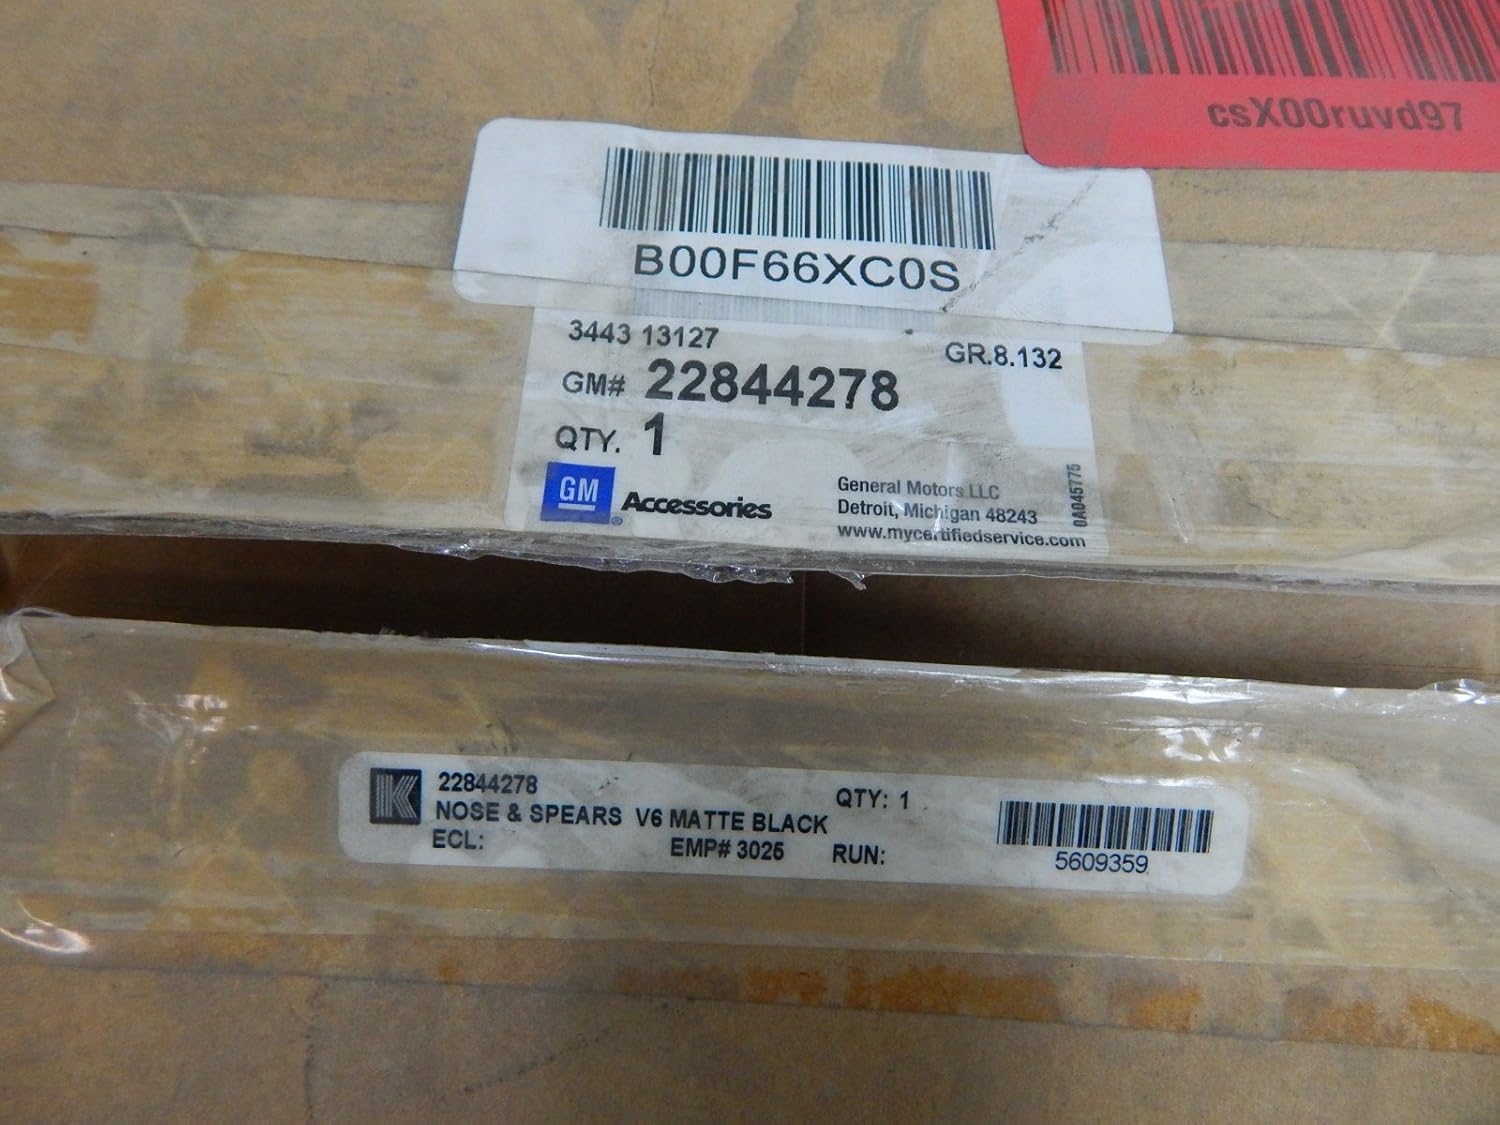 csX00ruvd97
B00F66XC0S
3443 13127
GR.8.132
GM# 22844278
QTY. 1
GM Accessories
®
General Motors LLC
Detroit, Michigan 48243
www.mycertifiedservice.com
0A045775
K
22844278
QTY: 1
NOSE & SPEARS V6 MATTE BLACK
ECL:
EMP# 3025
RUN:
5609359